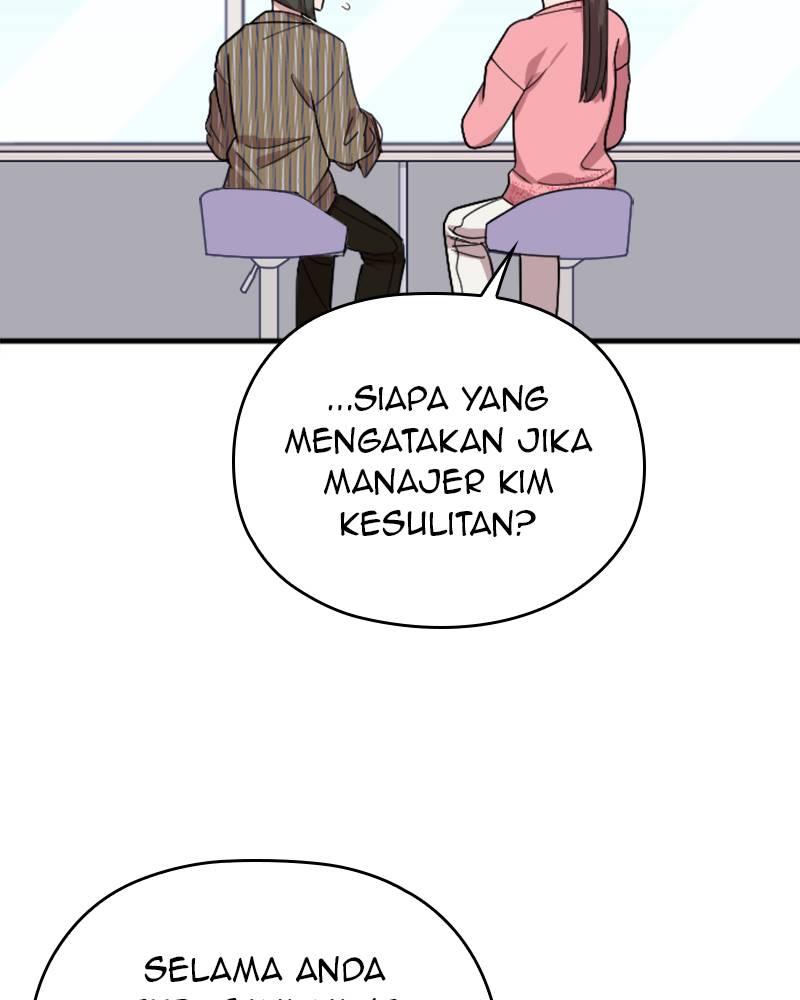 ...SIAPA YANG
MENGATAKAN JIKA
MANAJER KIM
KESULITAN?
SELAMA ANDA